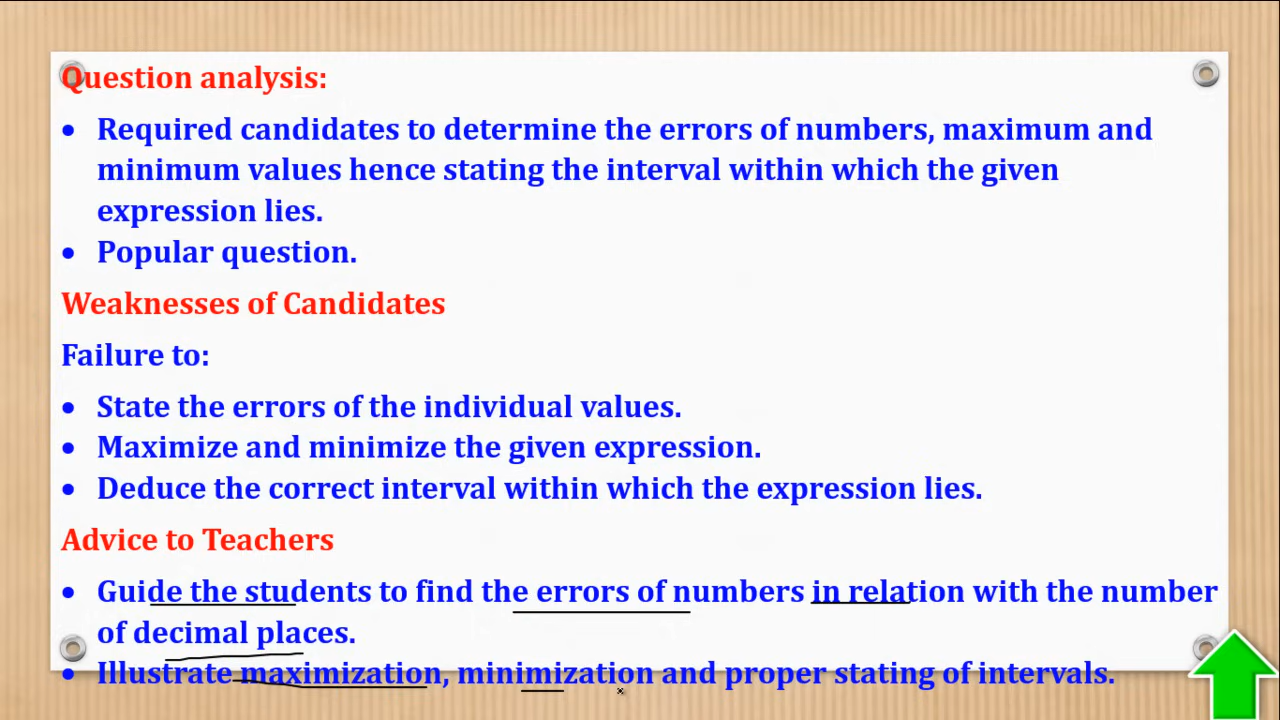 Question analysis:
• Required candidates to determine the errors of numbers, maximum and
minimum values hence stating the interval within which the given
expression lies.
• Popular question.
Weaknesses of Candidates
Failure to:
• State the errors of the individual values.
• Maximize and minimize the given expression.
• Deduce the correct interval within which the expression lies.
Advice to Teachers
• Guide the students to find the errors of numbers in relation with the number
of decimal places.
• Illustrate maximization, minimization and proper stating of intervals.